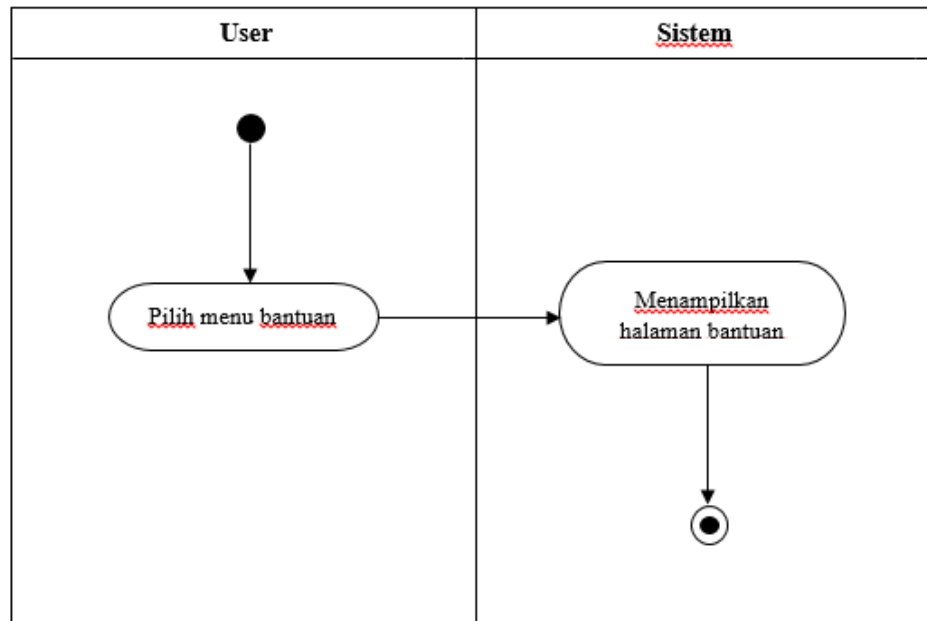 User
Sistem
Pilih menu bantuan
Menampilkan
halaman bantuan